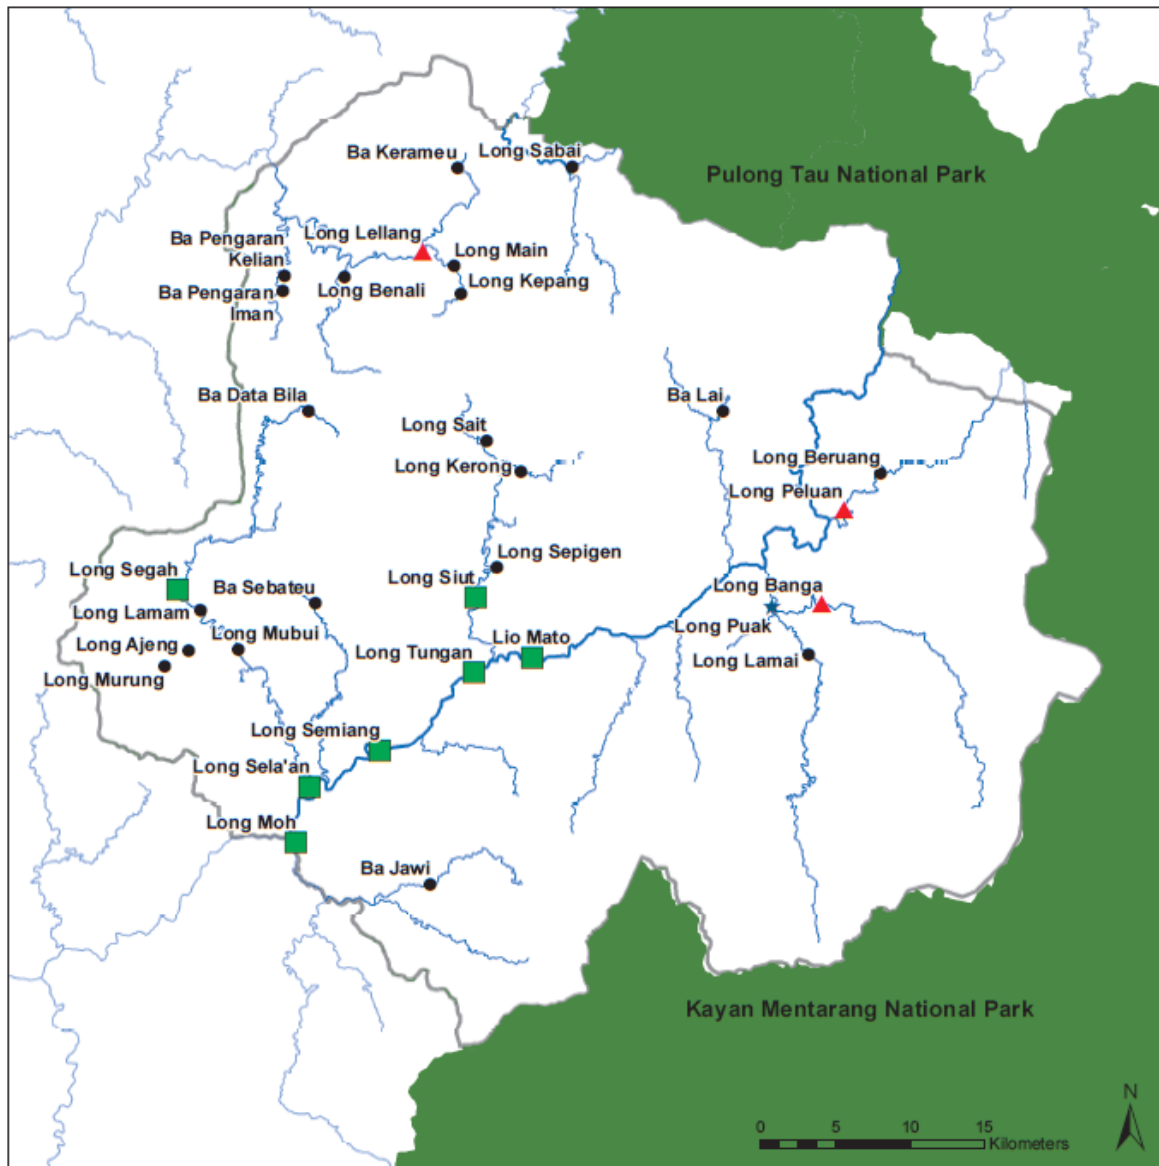 Ba Kerameu
Long Sabai
Pulong Tau National Park
Long Lellang
Ba Pengaran
Kelian
Long Main
Long Kepang
Long Benali
Ba Pengaran
Iman
Ba Data Bila
Ba Lai
Long Sait
Long Kerong
Long Beruang
Long Peluan
Long Sepigen
Long Segah
Long Siut
Ba Sebateu
Long Banga
Long Lamam
Long Puak
Long Mubui
Lio Mato
Long Ajeng
Long Tungan
Long Lamai
Long Murung
Long Semiang
Long Sela'an
Long Moh
Ba Jawi
Kayan Mentarang National Park
N
0 5 10 15
Kilometers